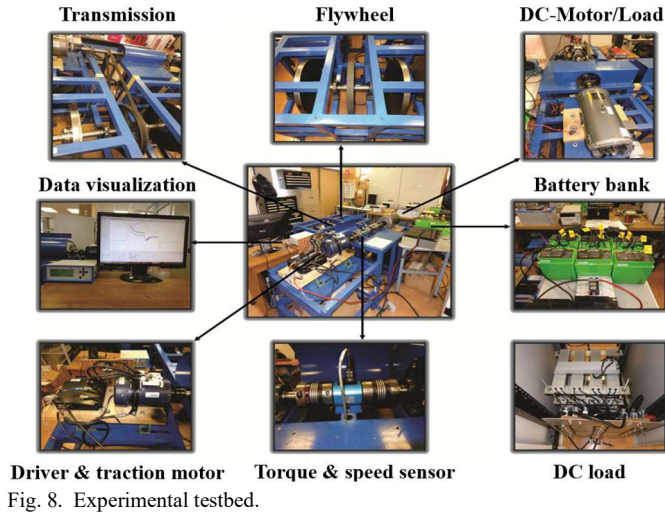 Transmission
Flywheel
DC-Motor/Load
Data visualization
Battery bank
Driver & traction motor
Torque & speed sensor
DC load
Fig. 8. Experimental testbed.